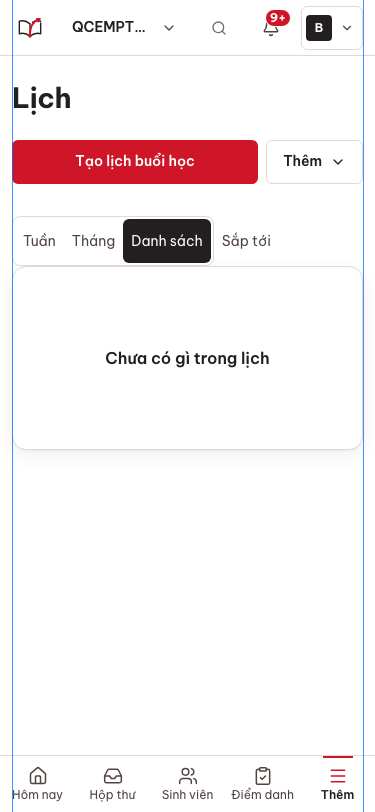 QCEMPT...
9+
B
Lịch
Tạo lịch buổi học
Thêm
Tuần Tháng Danh sách Sắp tới
Chưa có gì trong lịch
Hôm nay Hộp thư Sinh viên Điểm danh Thêm